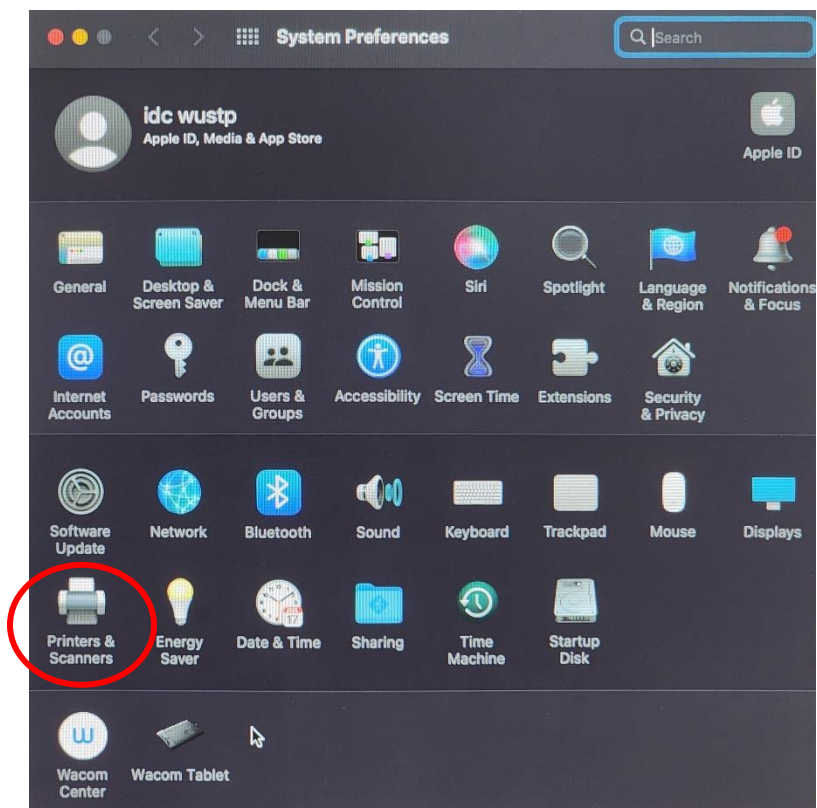 System Preferences
Search
idc wustp
Apple ID, Media & App Store
Apple ID
General
Desktop &
Screen Saver
Dock &
Menu Bar
Mission
Control
Siri
Spotlight
Language
& Region
Notifications
& Focus
Internet
Accounts
Passwords
Users &
Groups
Accessibility
Screen Time
Extensions
Security
& Privacy
Software
Update
Network
Bluetooth
Sound
Keyboard
Trackpad
Mouse
Displays
Printers &
Scanners
Energy
Saver
Date & Time
Sharing
Time
Machine
Startup
Disk
Wacom
Center
Wacom Tablet